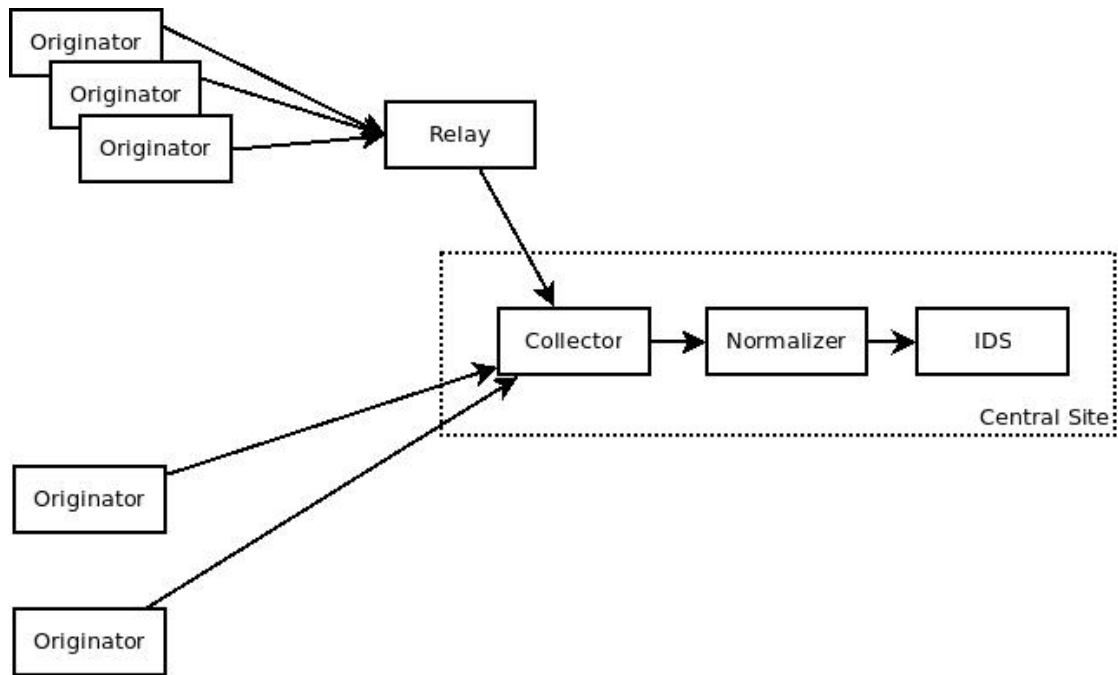 Originator
Originator
Originator
Relay
Collector
Normalizer
IDS
Central Site
Originator
Originator